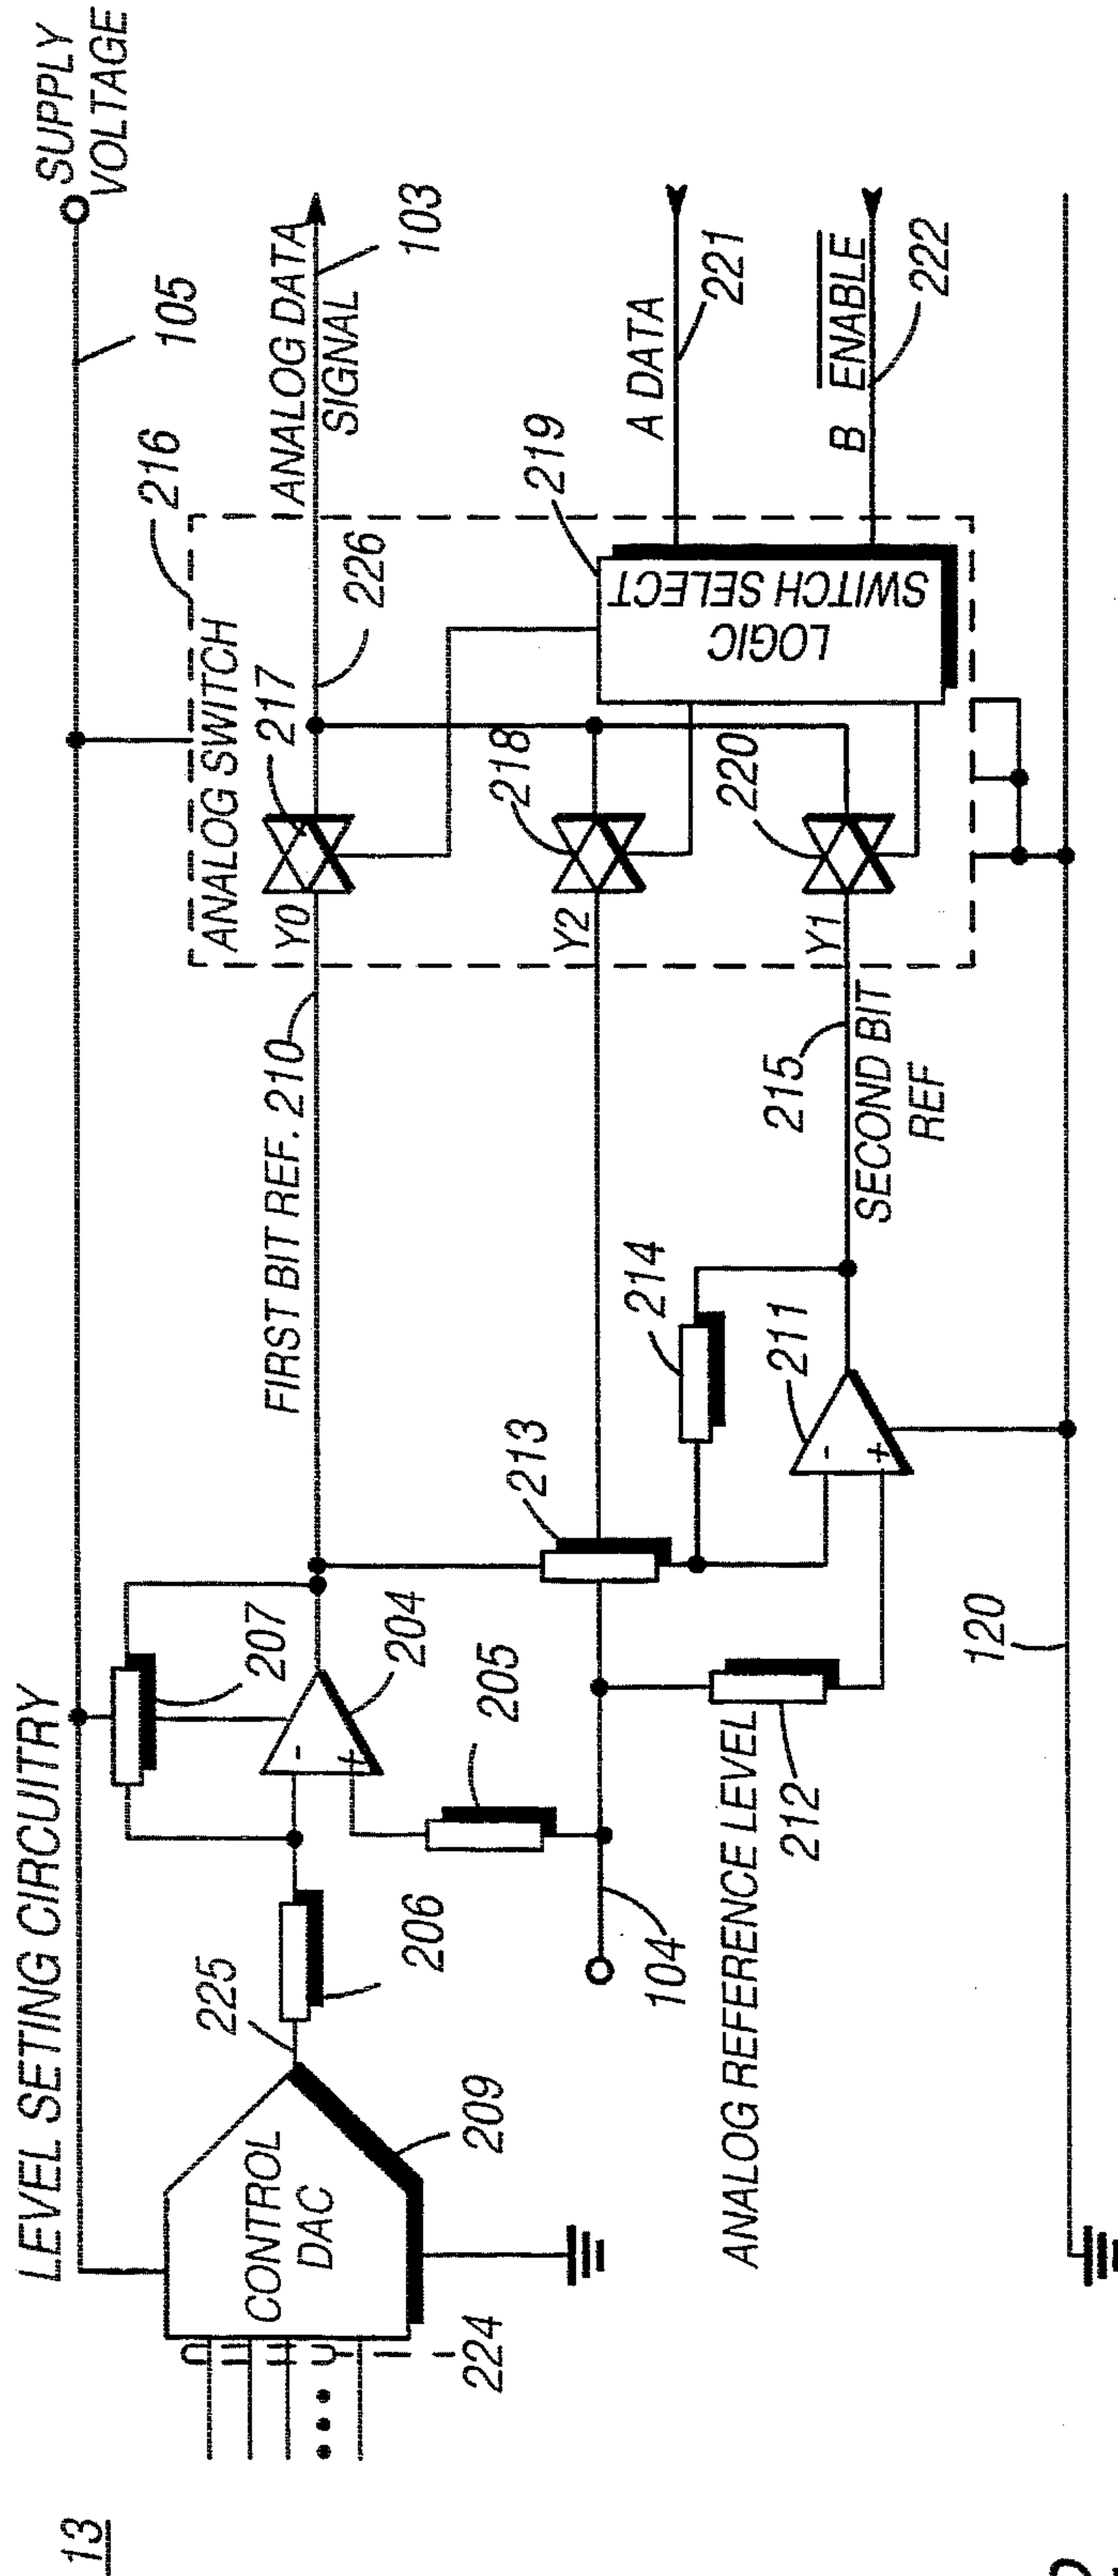 13
LEVEL SETING CIRCUITRY
SUPPLY
VOLTAGE
105
216
ANALOG SWITCH
217
226
ANALOG DATA
SIGNAL
103
FIRST BIT REF. 210
Y0
207
204
225
206
205
CONTROL
DAC
209
224
213
Y2
218
219
SWITCH SELECT
LOGIC
A DATA
221
B ENABLE
222
104
ANALOG REFERENCE LEVEL
212
214
211
215
SECOND BIT
REF
Y1
220
120
-
+
-
+